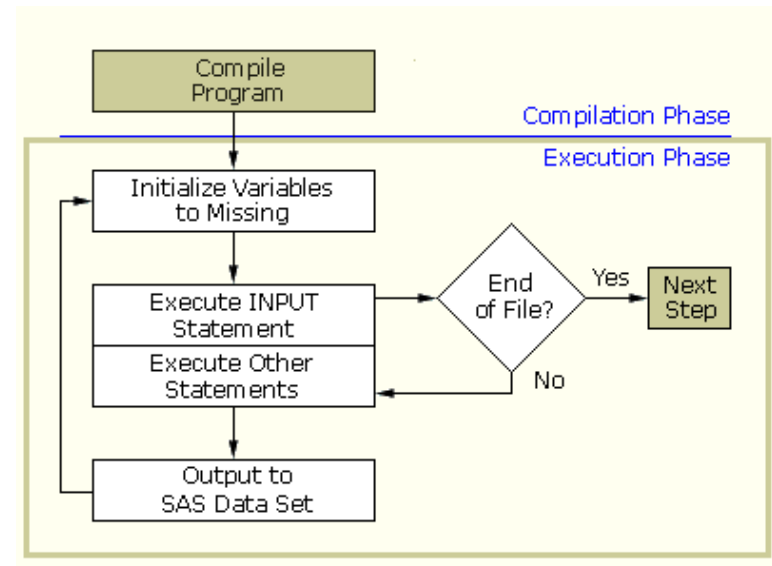 Compile
Program
Compilation Phase
Execution Phase
Initialize Variables
to Missing
Execute INPUT
Statement
End
of File?
Yes
Next
Step
Execute Other
Statements
No
Output to
SAS Data Set